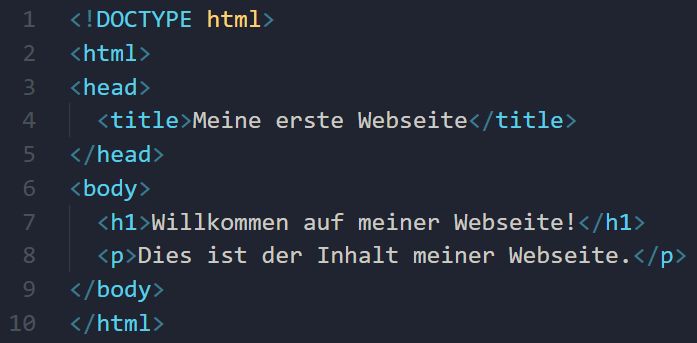 1 <!DOCTYPE html>
2 <html>
3 <head>
4 <title>Meine erste Webseite</title>
5 </head>
6 <body>
7 <h1>Willkommen auf meiner Webseite!</h1>
8 <p>Dies ist der Inhalt meiner Webseite.</p>
9 </body>
10 </html>